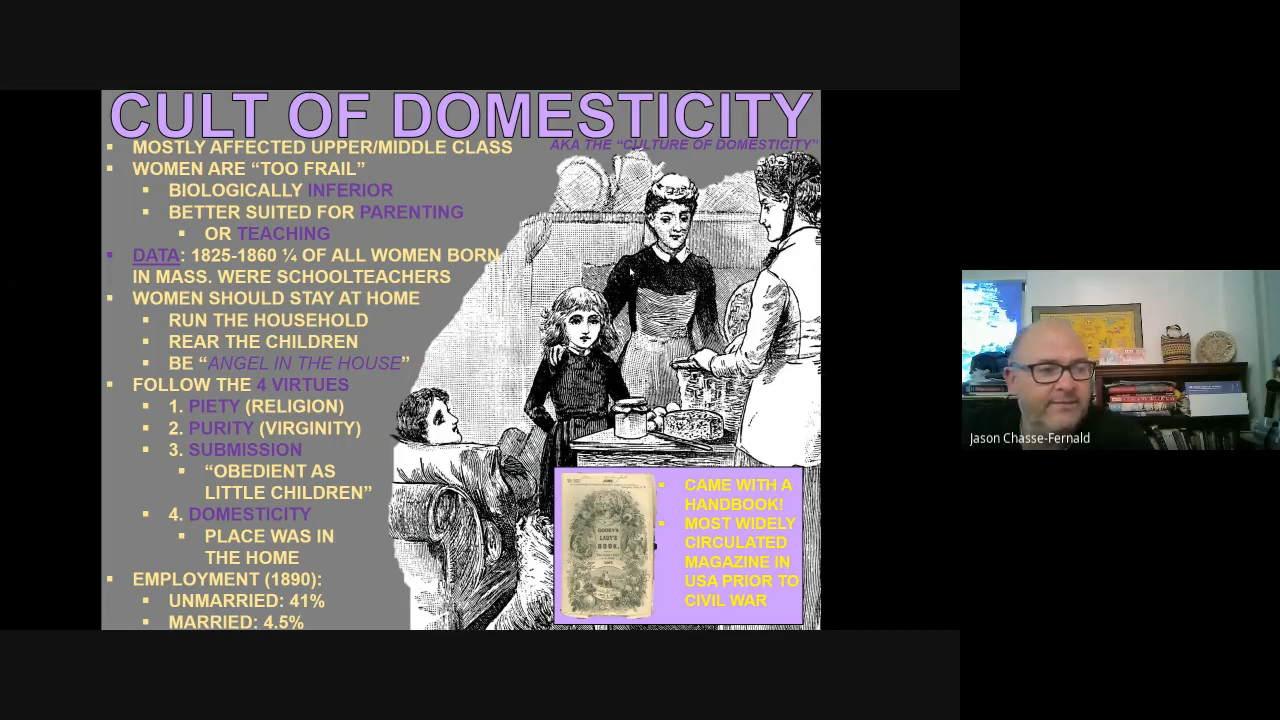 CULT OF DOMESTICITY
AKA THE “CULTURE OF DOMESTICITY”
MOSTLY AFFECTED UPPER/MIDDLE CLASS
WOMEN ARE “TOO FRAIL”
BIOLOGICALLY INFERIOR
BETTER SUITED FOR PARENTING
OR TEACHING
DATA: 1825-1860 ¼ OF ALL WOMEN BORN
IN MASS. WERE SCHOOLTEACHERS
WOMEN SHOULD STAY AT HOME
RUN THE HOUSEHOLD
REAR THE CHILDREN
BE “ANGEL IN THE HOUSE”
FOLLOW THE 4 VIRTUES
1. PIETY (RELIGION)
2. PURITY (VIRGINITY)
3. SUBMISSION
“OBEDIENT AS
LITTLE CHILDREN”
4. DOMESTICITY
PLACE WAS IN
THE HOME
EMPLOYMENT (1890):
UNMARRIED: 41%
MARRIED: 4.5%
GODEY'S
LADY'S
BOOK
CAME WITH A
HANDBOOK!
MOST WIDELY
CIRCULATED
MAGAZINE IN
USA PRIOR TO
CIVIL WAR
Jason Chasse-Fernald